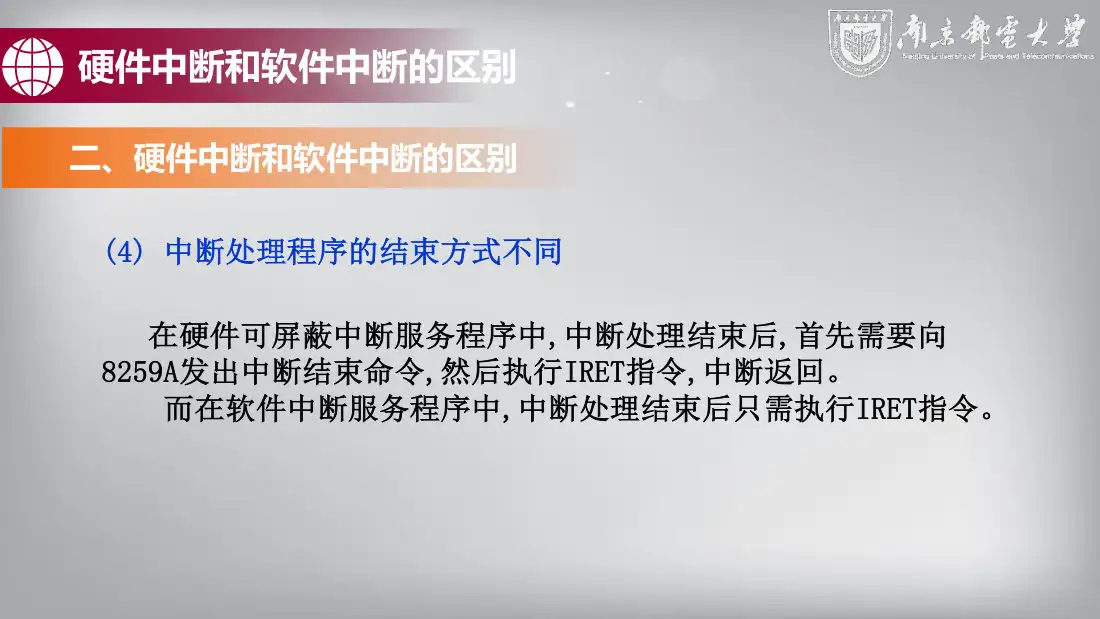 南京邮电大学
Nanjing University of Posts and Telecommunications
硬件中断和软件中断的区别
二、硬件中断和软件中断的区别
(4) 中断处理程序的结束方式不同
在硬件可屏蔽中断服务程序中,中断处理结束后,首先需要向
8259A发出中断结束命令,然后执行IRET指令,中断返回。
而在软件中断服务程序中,中断处理结束后只需执行IRET指令。